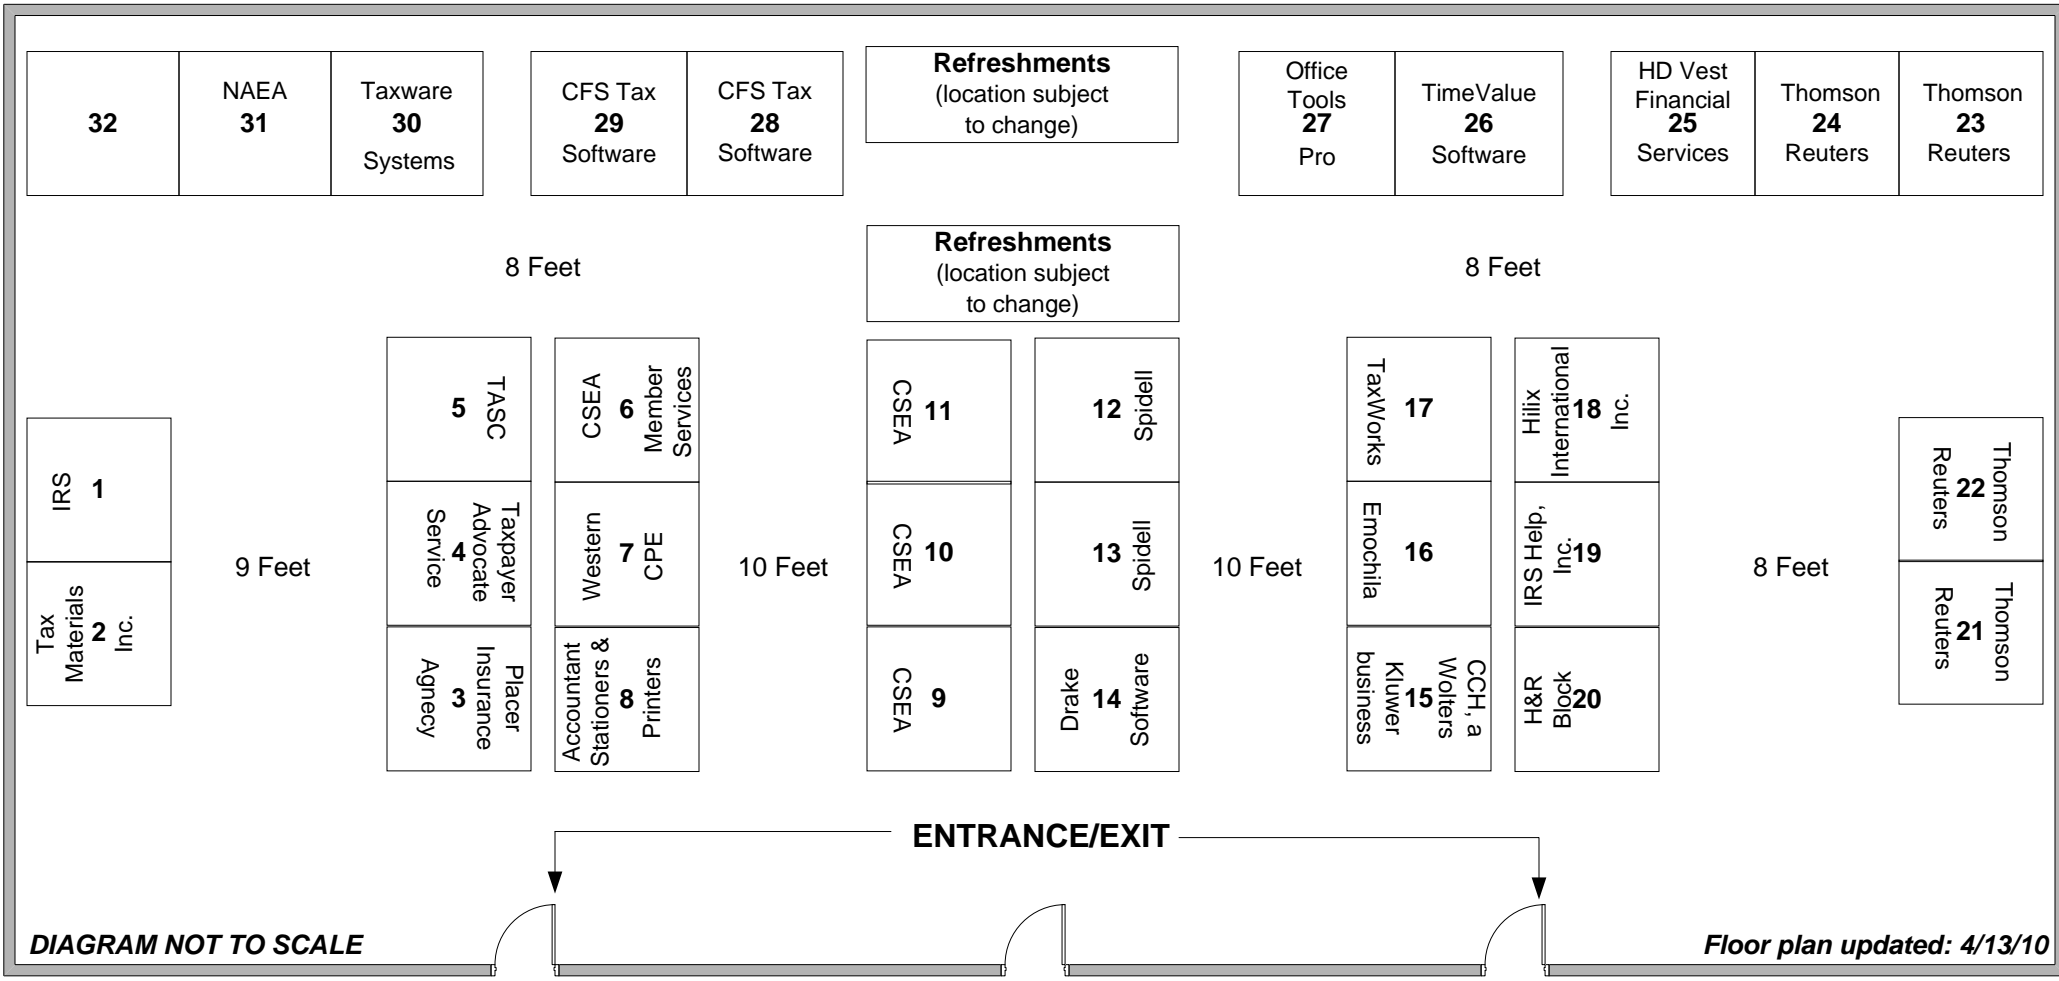 32
NAEA
31
Taxware
30
Systems
CFS Tax
29
Software
CFS Tax
28
Software
Refreshments
(location subject
to change)
Office
Tools
27
Pro
TimeValue
26
Software
HD Vest
Financial
25
Services
Thomson
24
Reuters
Thomson
23
Reuters
8 Feet
Refreshments
(location subject
to change)
8 Feet
IRS
1
Tax
Materials
2
Inc.
9 Feet
TASC
5
Taxpayer
Advocate
4
Service
Placer
Insurance
3
Agnecy
CSEA
6
Member
Services
Western
7
CPE
Accountant
Stationers &
8
Printers
10 Feet
CSEA
11
CSEA
10
CSEA
9
12
Spidell
13
Spidell
Drake
14
Software
10 Feet
TaxWorks
17
Emochila
16
CCH, a
Wolters
15
Kluwer
business
Hilix
International
18
Inc.
IRS Help,
Inc.
19
H&R
Block
20
8 Feet
Thomson
22
Reuters
Thomson
21
Reuters
ENTRANCE/EXIT
DIAGRAM NOT TO SCALE
Floor plan updated: 4/13/10